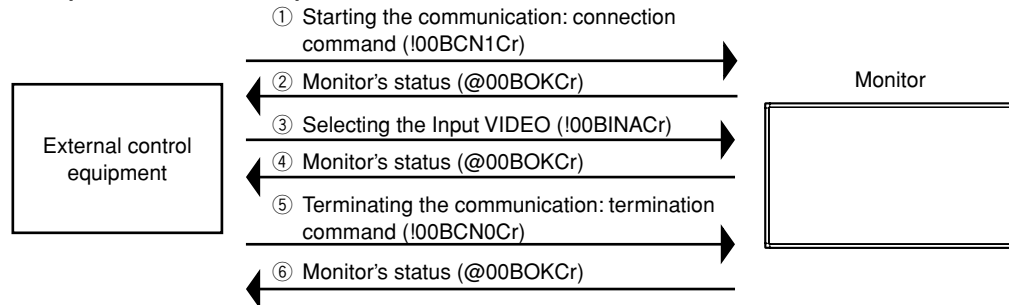 ① Starting the communication: connection
command (!00BCN1Cr)
② Monitor's status (@00BOKCr)
Monitor
③ Selecting the Input VIDEO (!00BINACr)
External control
equipment
④ Monitor's status (@00BOKCr)
⑤ Terminating the communication: termination
command (!00BCN0Cr)
⑥ Monitor's status (@00BOKCr)